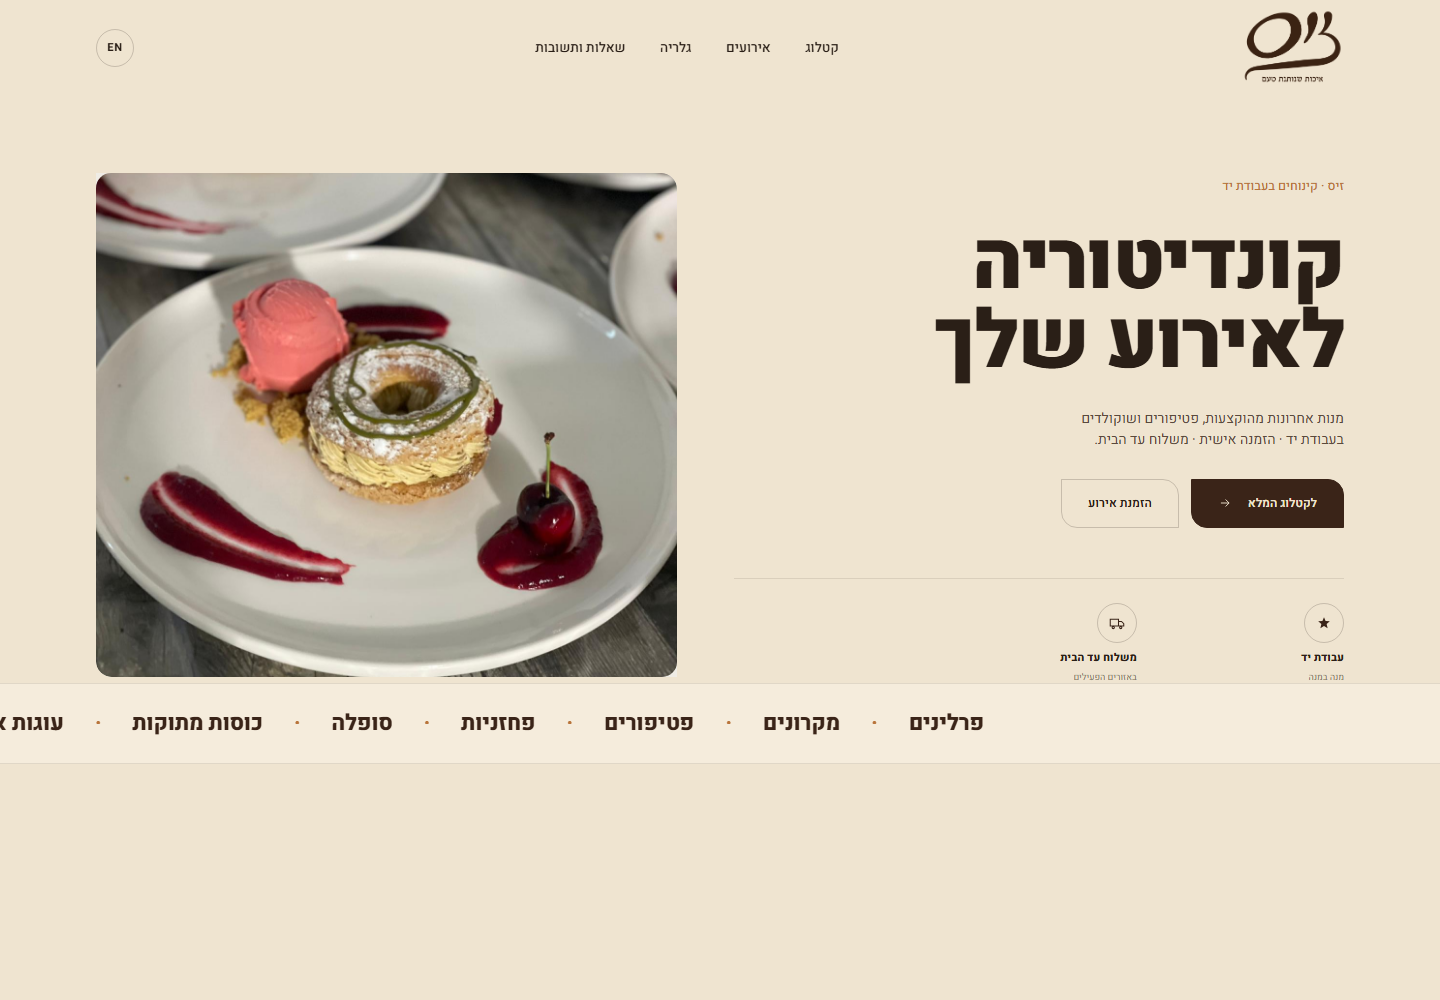 זיס
איכות שנותנת טעם
קטלוג
אירועים
גלריה
שאלות ותשובות
EN
זיס · קינוחים בעבודת יד
קונדיטוריה
לאירוע שלך
מנות אחרונות מהוקצעות, פטיפורים ושוקולדים
בעבודת יד · הזמנה אישית · משלוח עד הבית.
לקטלוג המלא
הזמנת אירוע
עבודת יד
מנה במנה
משלוח עד הבית
באזורים הפעילים
פרלינים · מקרונים · פטיפורים · פחזניות · סופלה · כוסות מתוקות · עוגות